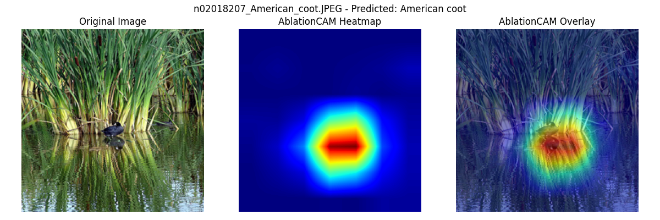 n02018207_American_coot.JPEG - Predicted: American coot
Original Image
AblationCAM Heatmap
AblationCAM Overlay